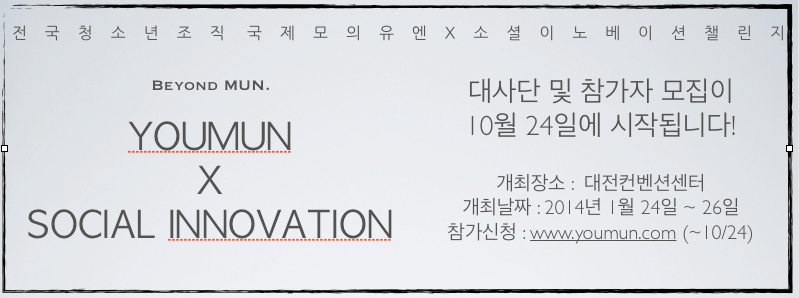 전국청소년조직국제모의유엔X소셜이노베이션챌린지
BEYOND MUN.
YOUMUN
X
SOCIAL INNOVATION
대사단 및 참가자 모집이
10월 24일에 시작됩니다!
개최장소 : 대전컨벤션센터
개최날짜 : 2014년 1월 24일 ~ 26일
참가신청 : www.youmun.com (~10/24)